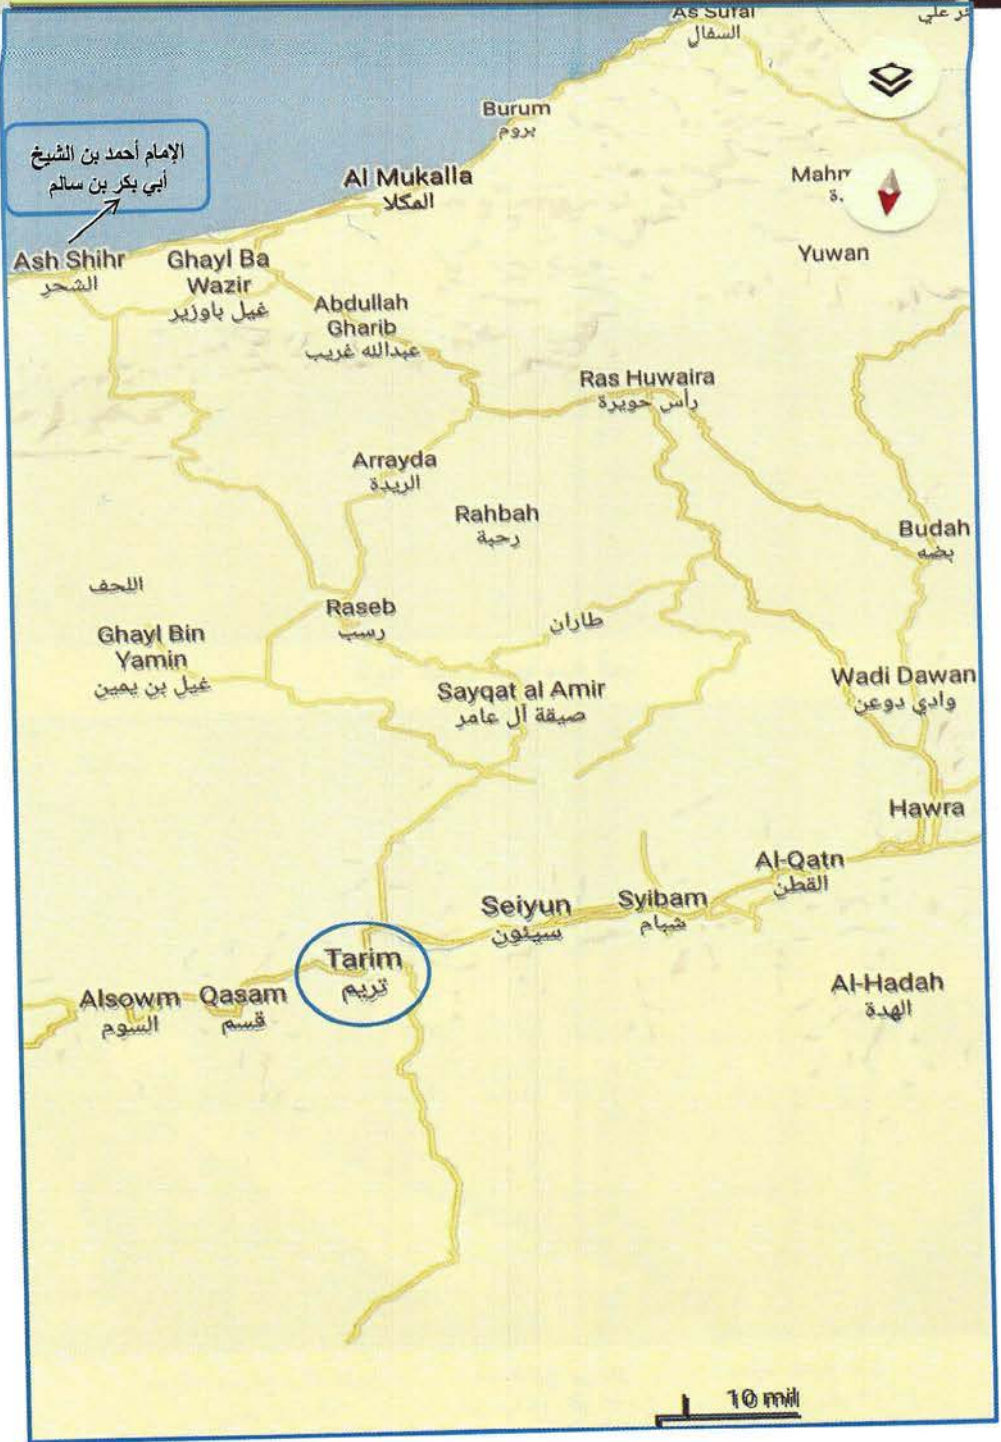 As Sufal
السفال
Burum
بروم
الإمام أحمد بن الشيخ
أبي بكر بن سالم
Al Mukalla
المكلا
Yuwan
Ash Shihr
الشحر
Ghayl Ba
Wazir
غيل باوزير
Abdullah
Gharib
عبدالله غريب
Ras Huwaira
رأس حويرة
Arrayda
الريدة
Rahbah
رحبة
Budah
بضه
اللحف
Raseb
رسب
طاران
Ghayl Bin
Yamin
غيل بن يمين
Wadi Dawan
وادي دوعن
Sayqat al Amir
صيقة آل عامر
Hawra
Al-Qatn
القطن
Seiyun
سيئون
Syibam
شبام
Tarim
تريم
Al-Hadah
الهدة
Alsowm
السوم
Qasam
قسم
10 mil